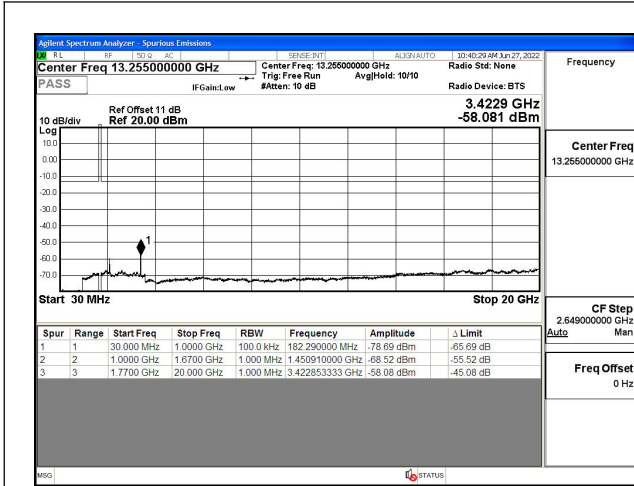 Agilent Spectrum Analyzer - Spurious Emissions
RL RF 50 Ω AC SENSE:INT ALIGN AUTO 10:40:29 AM Jun 27, 2022
Center Freq 13.255000000 GHz Center Freq: 13.255000000 GHz Radio Std: None Frequency
Trig: Free Run Avg|Hold: 10/10
PASS IFGain:Low #Atten: 10 dB Radio Device: BTS
Ref Offset 11 dB 3.4229 GHz
10 dB/div Ref 20.00 dBm -58.081 dBm
Log
10.0
0.00
-10.0
-20.0
-30.0
-40.0
-50.0
-60.0
-70.0
1
Start 30 MHz Stop 20 GHz
Center Freq
13.255000000 GHz
CF Step
2.649000000 GHz
Auto Man
Freq Offset
0 Hz
Spur Range Start Freq Stop Freq RBW Frequency Amplitude Δ Limit
1 1 30.000 MHz 1.0000 GHz 100.0 kHz 182.290000 MHz -78.69 dBm -65.69 dB
2 2 1.0000 GHz 1.6700 GHz 1.000 MHz 1.450910000 GHz -68.52 dBm -55.52 dB
3 3 1.7700 GHz 20.000 GHz 1.000 MHz 3.422853333 GHz -58.08 dBm -45.08 dB
MSG STATUS